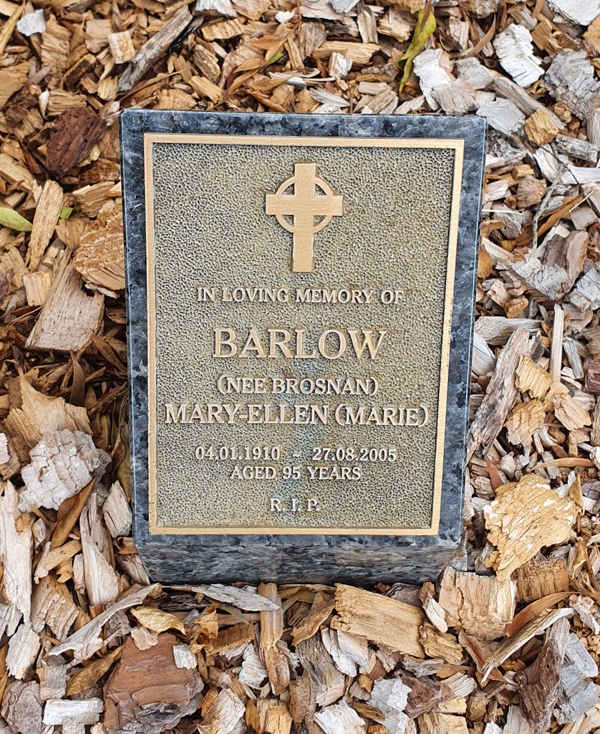 IN LOVING MEMORY OF
BARLOW
(NEE BROSNAN)
MARY-ELLEN (MARIE)
04.01.1910 - 27.08.2005
AGED 95 YEARS
R. I. P.